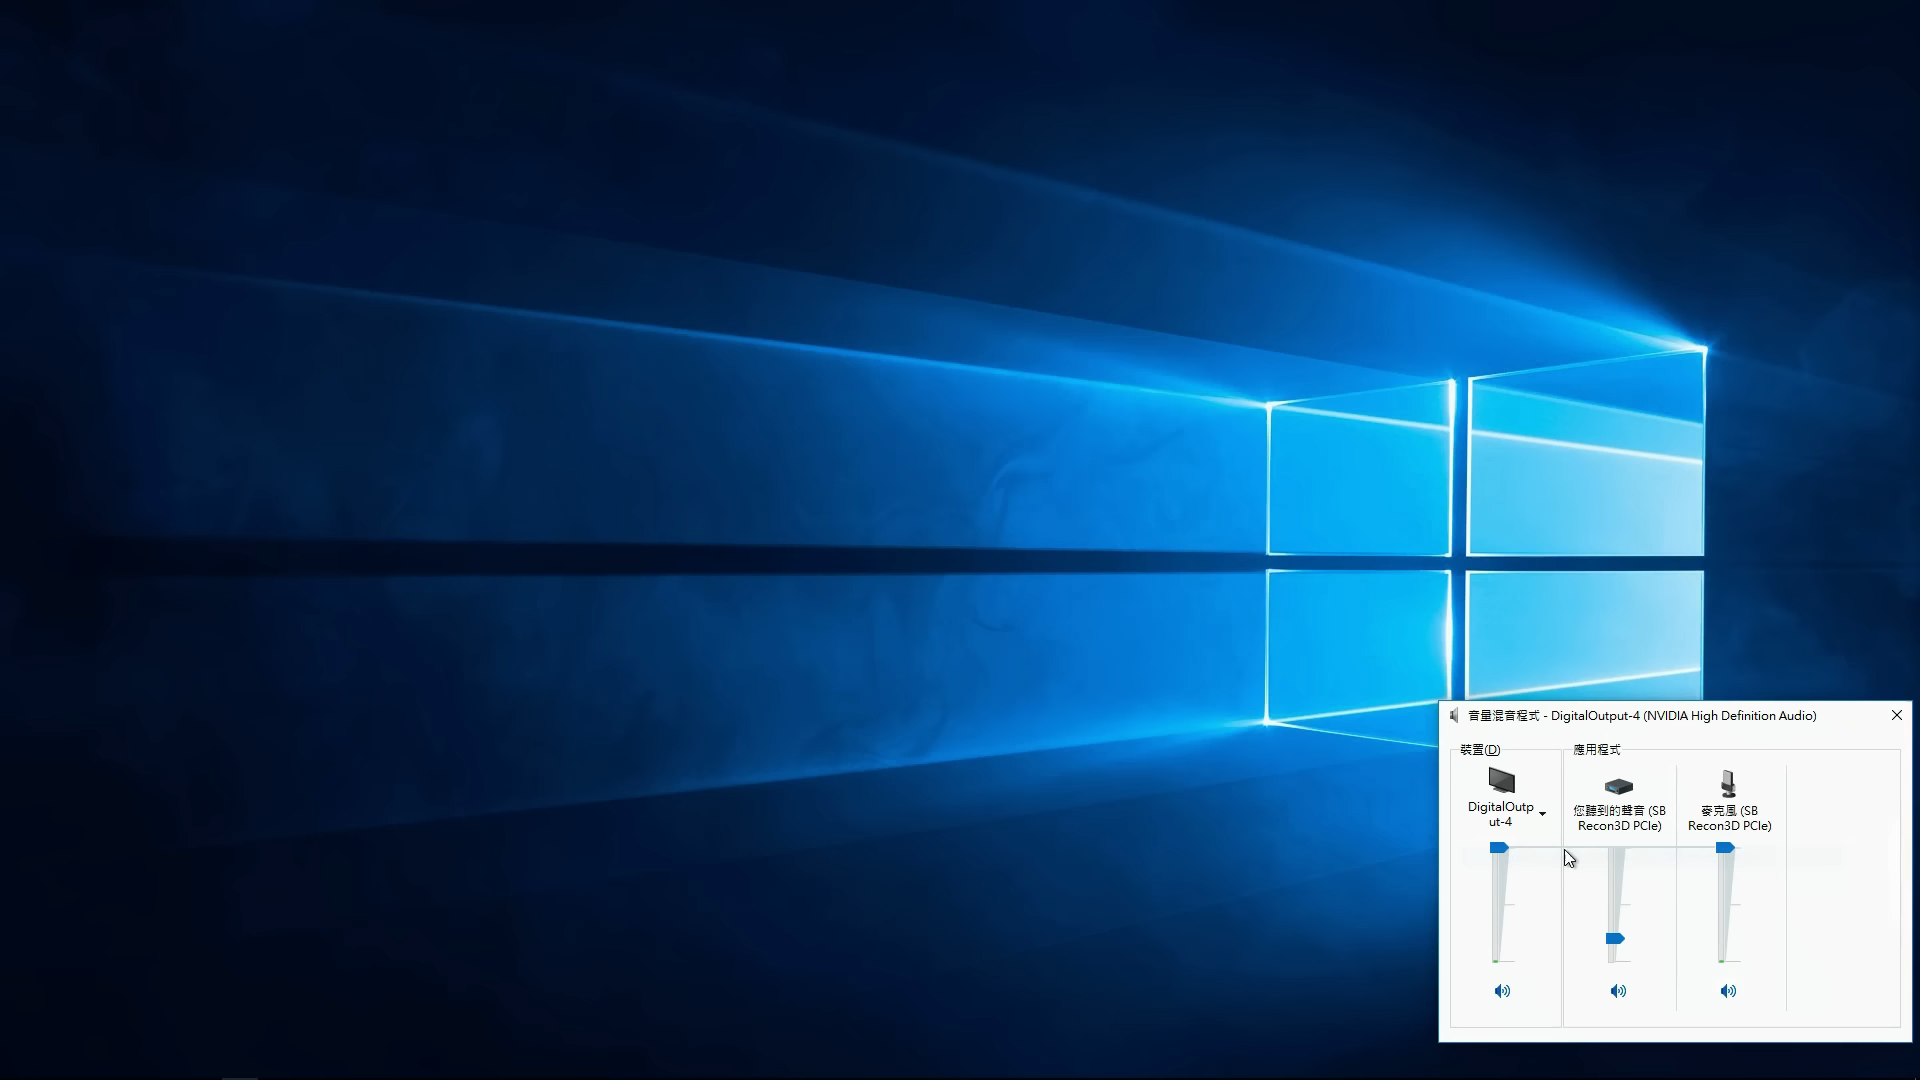 音量混音程式 - DigitalOutput-4 (NVIDIA High Definition Audio)
裝置(D)
應用程式
DigitalOutp
ut-4
您聽到的聲音 (SB
Recon3D PCIe)
麥克風 (SB
Recon3D PCIe)